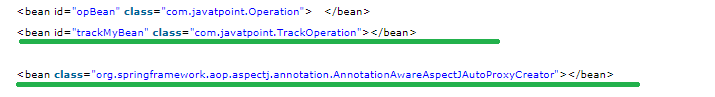 <bean id="opBean" class="com.javatpoint.Operation">   </bean>
<bean id="trackMyBean" class="com.javatpoint.TrackOperation"></bean>
<bean class="org.springframework.aop.aspectj.annotation.AnnotationAwareAspectJAutoProxyCreator"></bean>